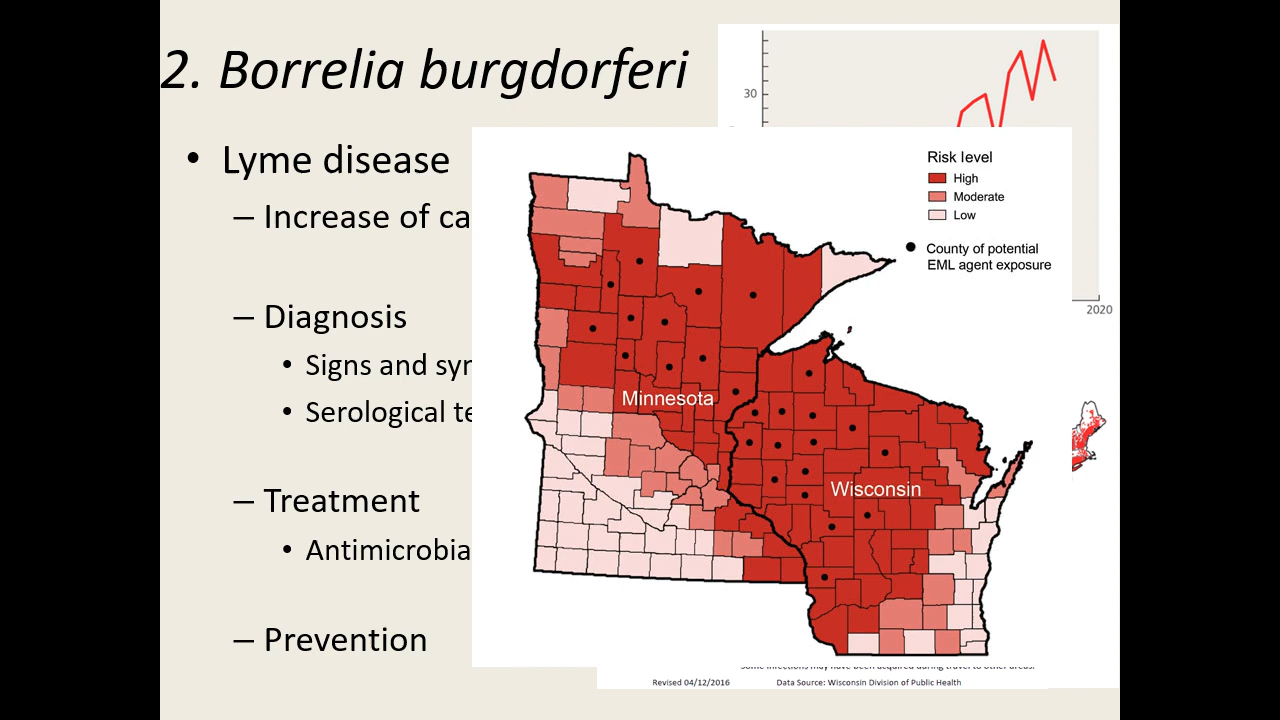 2. Borrelia burgdorferi
• Lyme disease
– Increase of ca
– Diagnosis
• Signs and syn
• Serological te
– Treatment
• Antimicrobia
– Prevention
30
2020
Risk level
High
Moderate
Low
County of potential
EML agent exposure
Minnesota
Wisconsin
Some infections may have been acquired during travel to other areas.
Revised 04/12/2016 Data Source: Wisconsin Division of Public Health